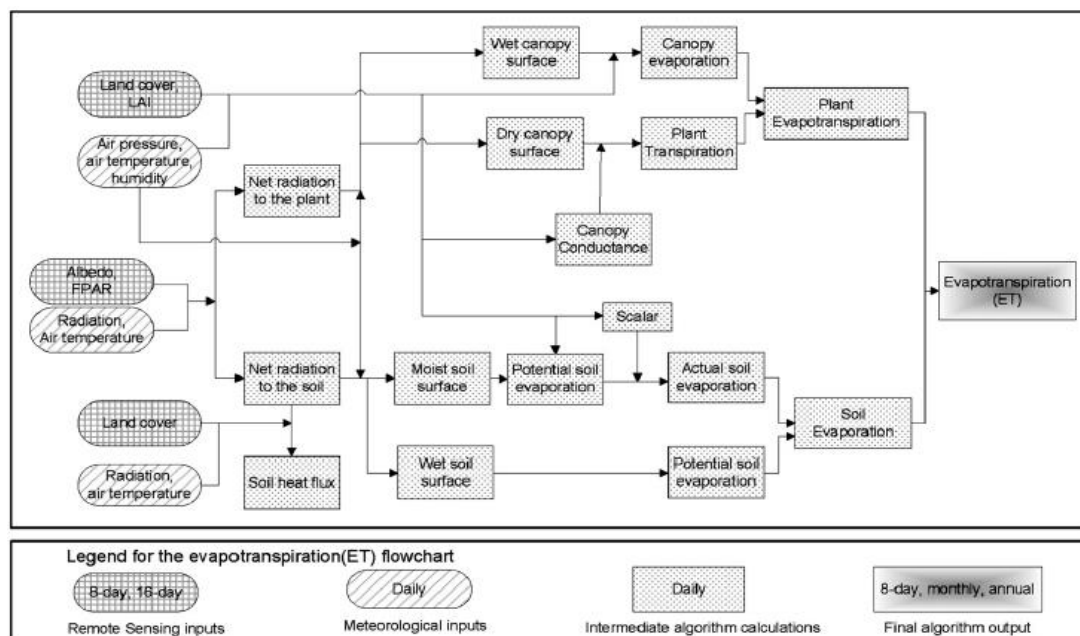 Wet canopy
surface
Canopy
evaporation
Land cover,
LAI
Plant
Evapotranspiration
Air pressure,
air temperature,
humidity
Dry canopy
surface
Plant
Transpiration
Net radiation
to the plant
Canopy
Conductance
Albedo,
FPAR
Radiation,
Air temperature
Evapotranspiration
(ET)
Scalar
Net radiation
to the soil
Moist soil
surface
Potential soil
evaporation
Actual soil
evaporation
Land cover
Soil
Evaporation
Radiation,
air temperature
Soil heat flux
Wet soil
surface
Potential soil
evaporation
Legend for the evapotranspiration(ET) flowchart
8-day, 16-day
Daily
Daily
8-day, monthly, annual
Remote Sensing inputs
Meteorological inputs
Intermediate algorithm calculations
Final algorithm output